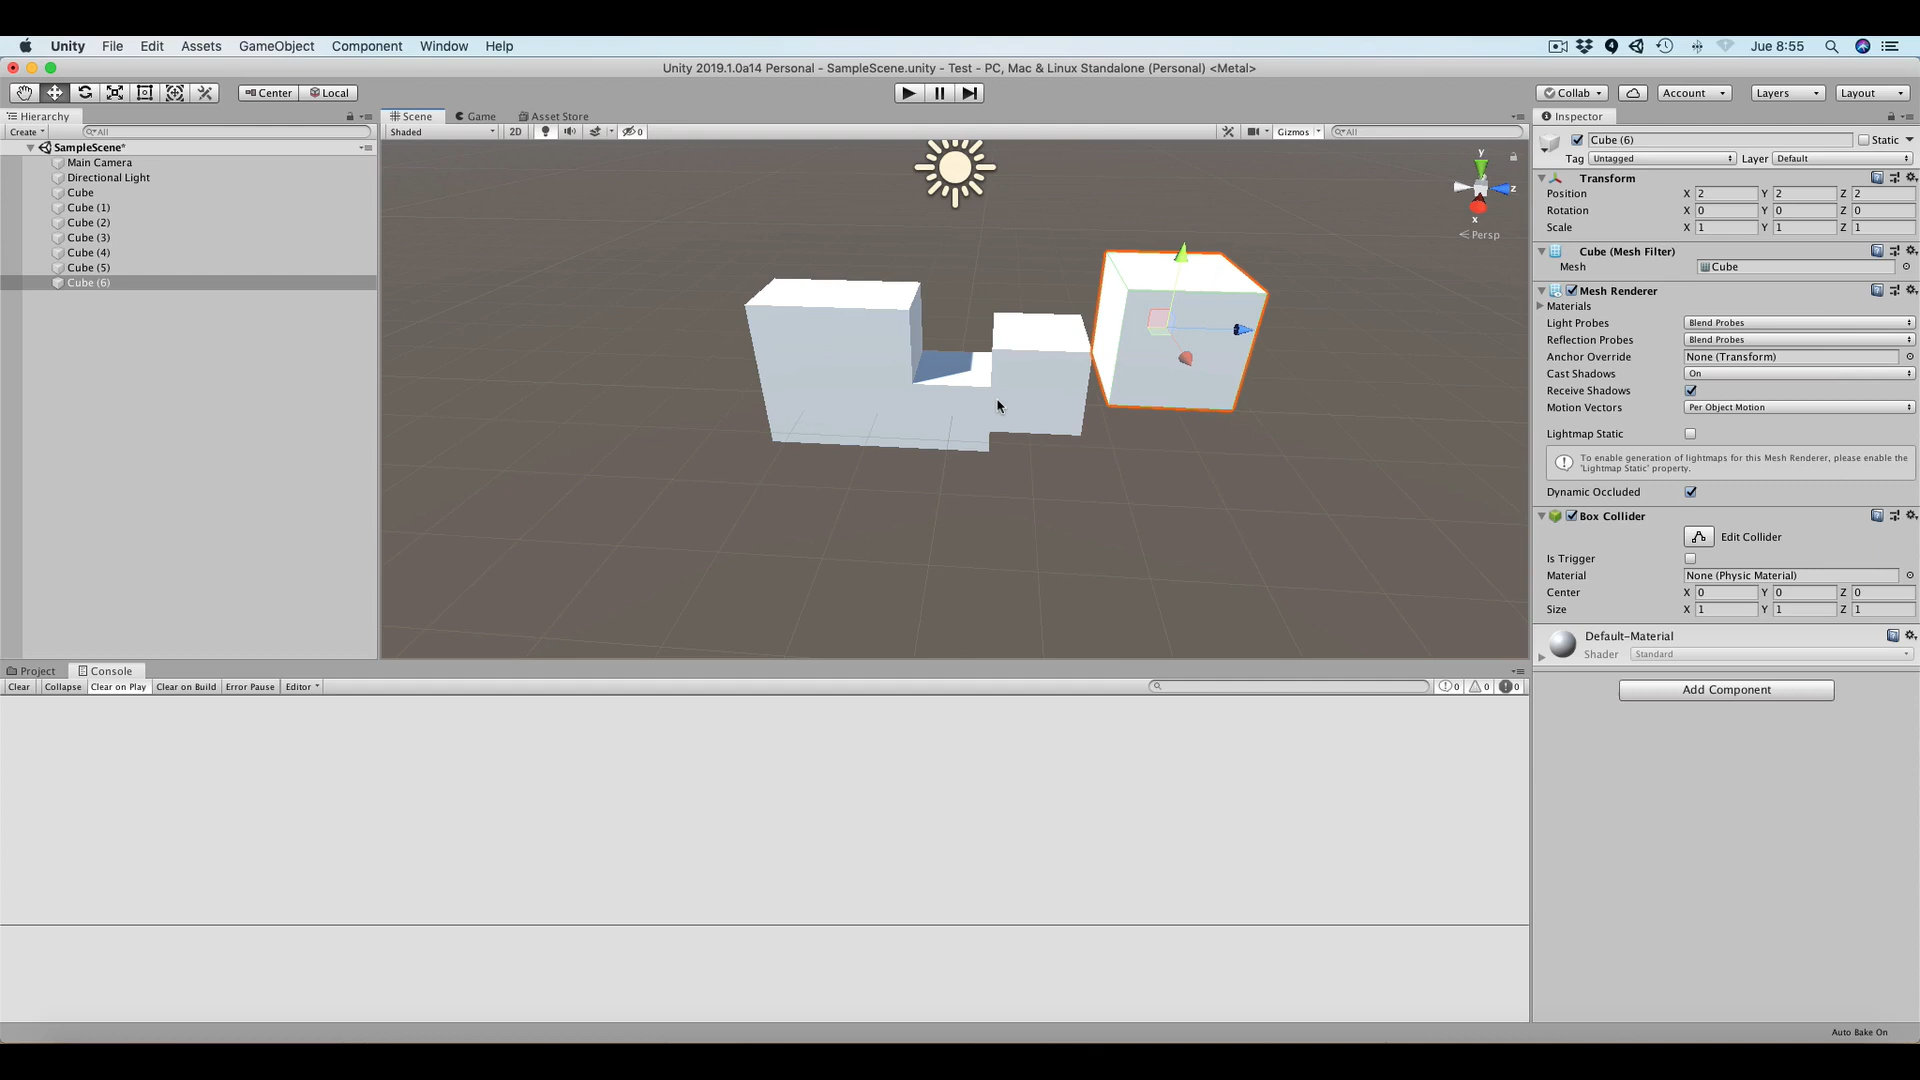 Unity File Edit Assets GameObject Component Window Help Jue 8:55
Unity 2019.1.0a14 Personal - SampleScene.unity - Test - PC, Mac & Linux Standalone (Personal) <Metal>
Center Local Collab Account Layers Layout
Hierarchy
Create All
SampleScene*
Main Camera
Directional Light
Cube
Cube (1)
Cube (2)
Cube (3)
Cube (4)
Cube (5)
Cube (6)
Scene Game Asset Store
Shaded 2D 0 Gizmos All
y
z
x
< Persp
Inspector
Cube (6) Static
Tag Untagged Layer Default
Transform
Position X 2 Y 2 Z 2
Rotation X 0 Y 0 Z 0
Scale X 1 Y 1 Z 1
Cube (Mesh Filter)
Mesh Cube
Mesh Renderer
Materials
Light Probes Blend Probes
Reflection Probes Blend Probes
Anchor Override None (Transform)
Cast Shadows On
Receive Shadows
Motion Vectors Per Object Motion
Lightmap Static
To enable generation of lightmaps for this Mesh Renderer, please enable the
'Lightmap Static' property.
Dynamic Occluded
Box Collider
Edit Collider
Is Trigger
Material None (Physic Material)
Center X 0 Y 0 Z 0
Size X 1 Y 1 Z 1
Default-Material
Shader Standard
Add Component
Project Console
Clear Collapse Clear on Play Clear on Build Error Pause Editor 0 0 0
Auto Bake On